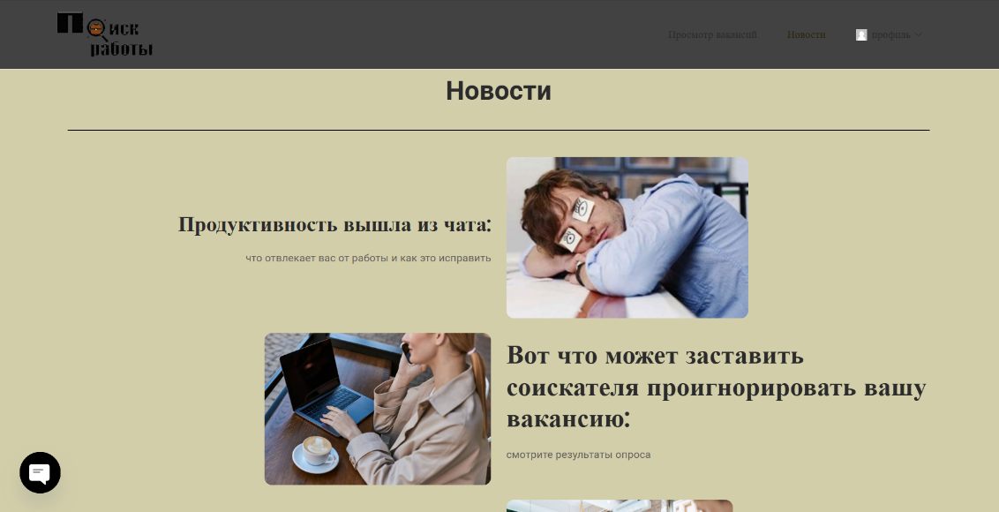 Поиск
работы
Просмотр вакансий
Новости
профиль
Новости
Продуктивность вышла из чата:
что отвлекает вас от работы и как это исправить
Вот что может заставить
соискателя проигнорировать вашу
вакансию:
смотрите результаты опроса